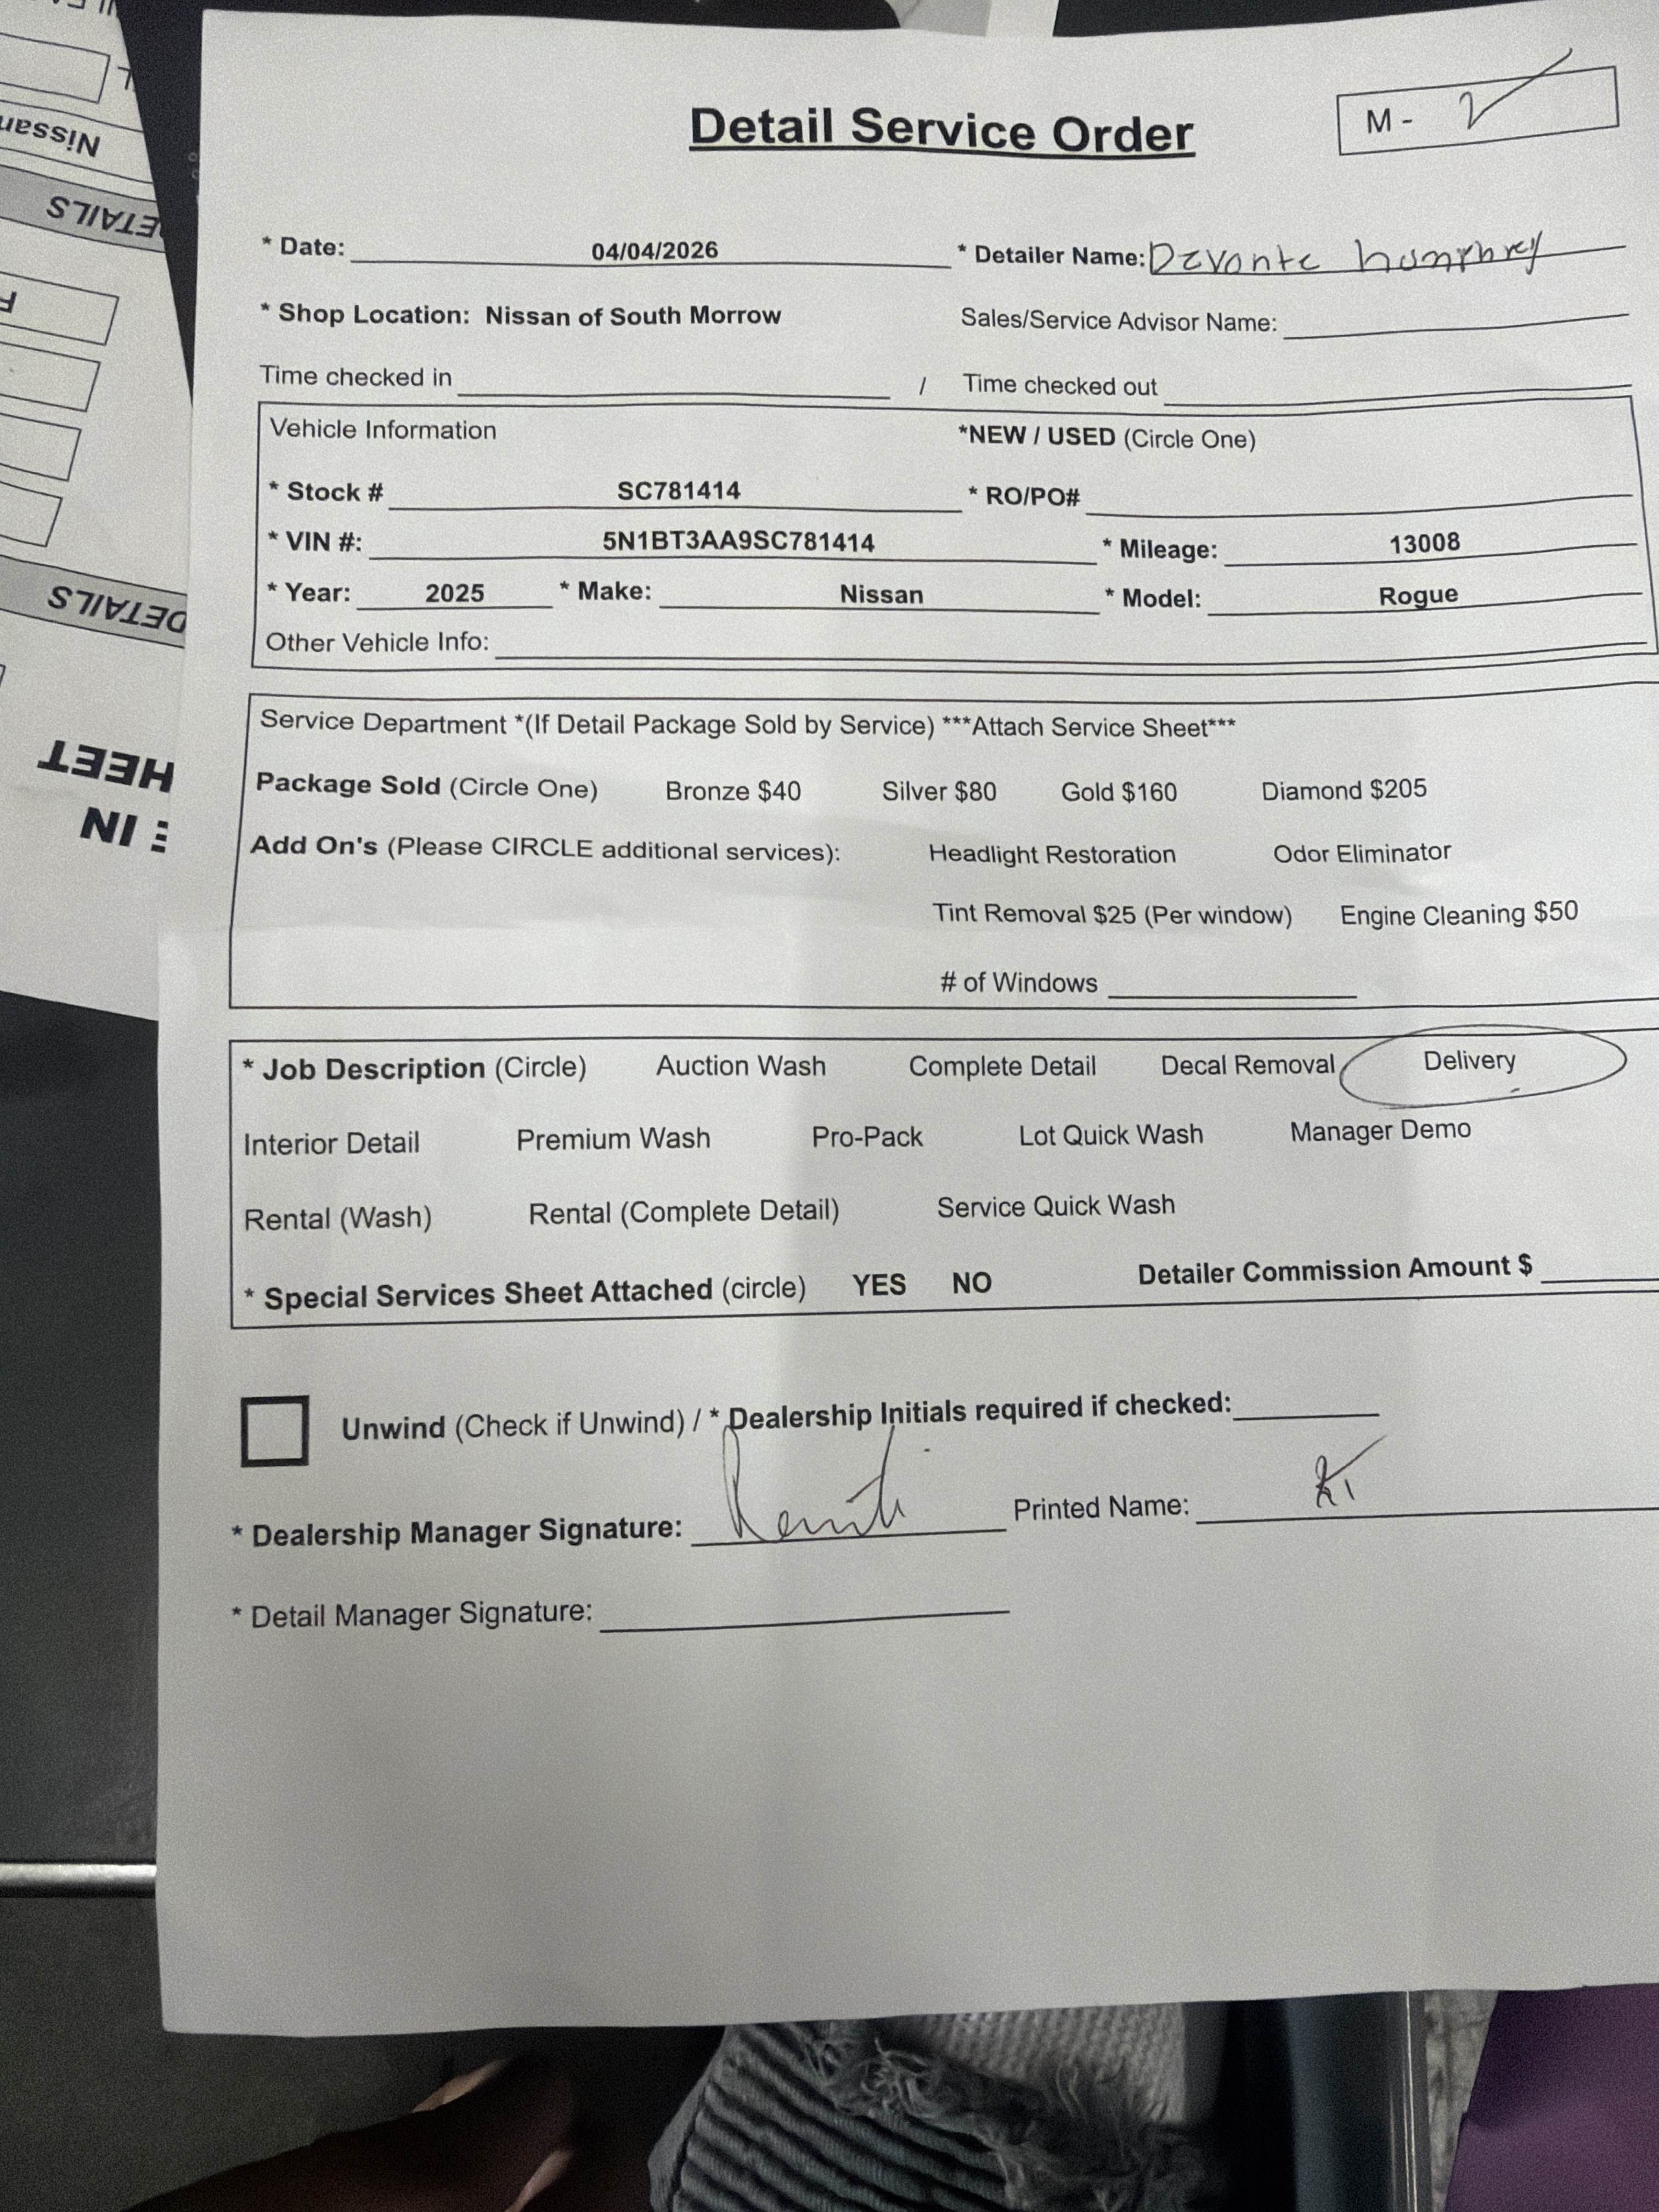 Detail Service Order
M - 2
* Date: 04/04/2026 * Detailer Name: Devonte humphrey
* Shop Location: Nissan of South Morrow Sales/Service Advisor Name:
Time checked in / Time checked out
Vehicle Information *NEW / USED (Circle One)
* Stock # SC781414 * RO/PO#
* VIN #: 5N1BT3AA9SC781414 * Mileage: 13008
* Year: 2025 * Make: Nissan * Model: Rogue
Other Vehicle Info:
Service Department *(If Detail Package Sold by Service) ***Attach Service Sheet***
Package Sold (Circle One) Bronze $40 Silver $80 Gold $160 Diamond $205
Add On's (Please CIRCLE additional services): Headlight Restoration Odor Eliminator
Tint Removal $25 (Per window) Engine Cleaning $50
# of Windows
* Job Description (Circle) Auction Wash Complete Detail Decal Removal Delivery
Interior Detail Premium Wash Pro-Pack Lot Quick Wash Manager Demo
Rental (Wash) Rental (Complete Detail) Service Quick Wash
* Special Services Sheet Attached (circle) YES NO Detailer Commission Amount $
Unwind (Check if Unwind) / * Dealership Initials required if checked:
* Dealership Manager Signature: Printed Name:
* Detail Manager Signature:
Nissan
DETAILS
HEET
E IN